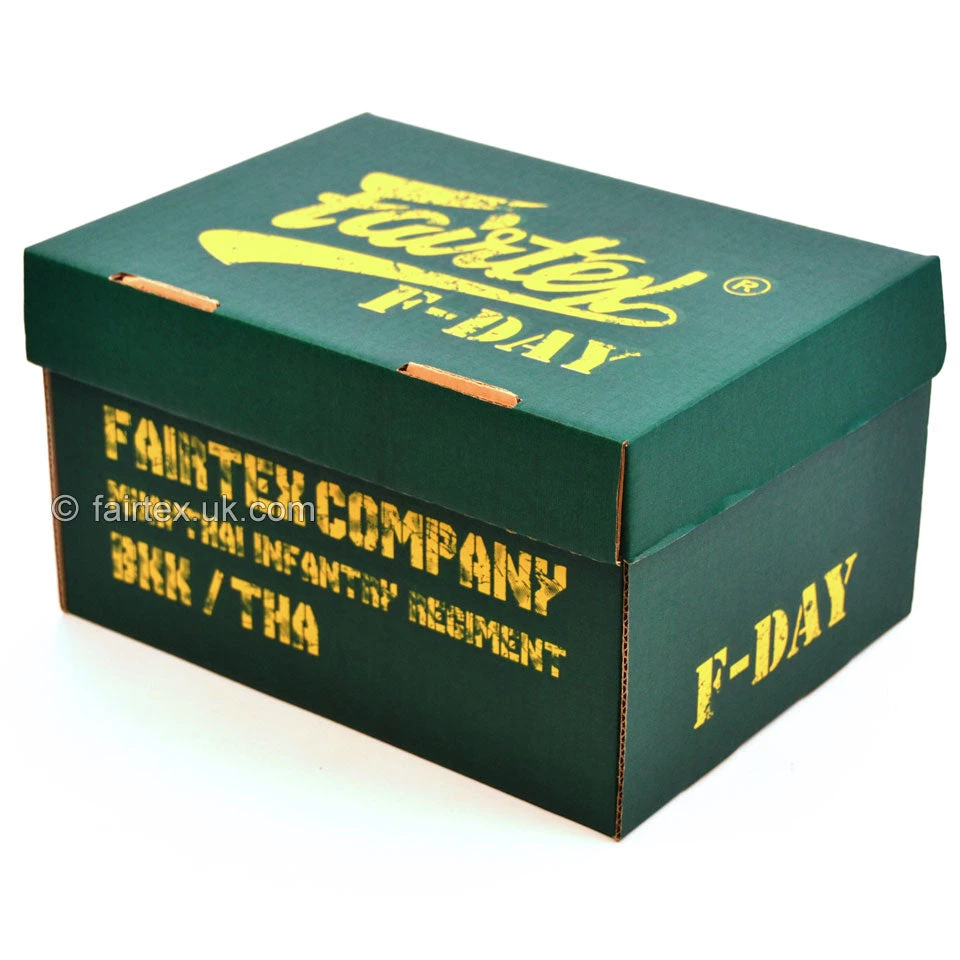 Fairtex®
F-DAY
FAIRTEX COMPANY
© fairtex.uk.com
MUAY THAI INFANTRY REGIMENT
BKK / THA
F-DAY